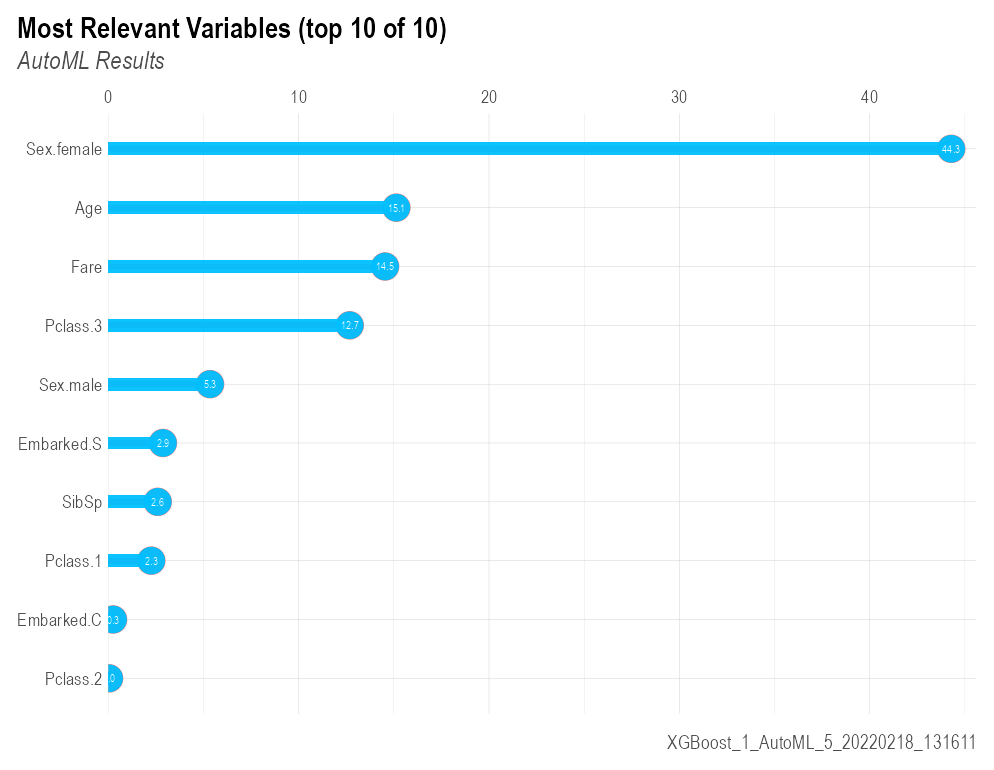 Most Relevant Variables (top 10 of 10)
AutoML Results
0 10 20 30 40
Sex.female 44.3
Age 15.1
Fare 14.5
Pclass.3 12.7
Sex.male 5.3
Embarked.S 2.9
SibSp 2.6
Pclass.1 2.3
Embarked.C 0.3
Pclass.2 .0
XGBoost_1_AutoML_5_20220218_131611